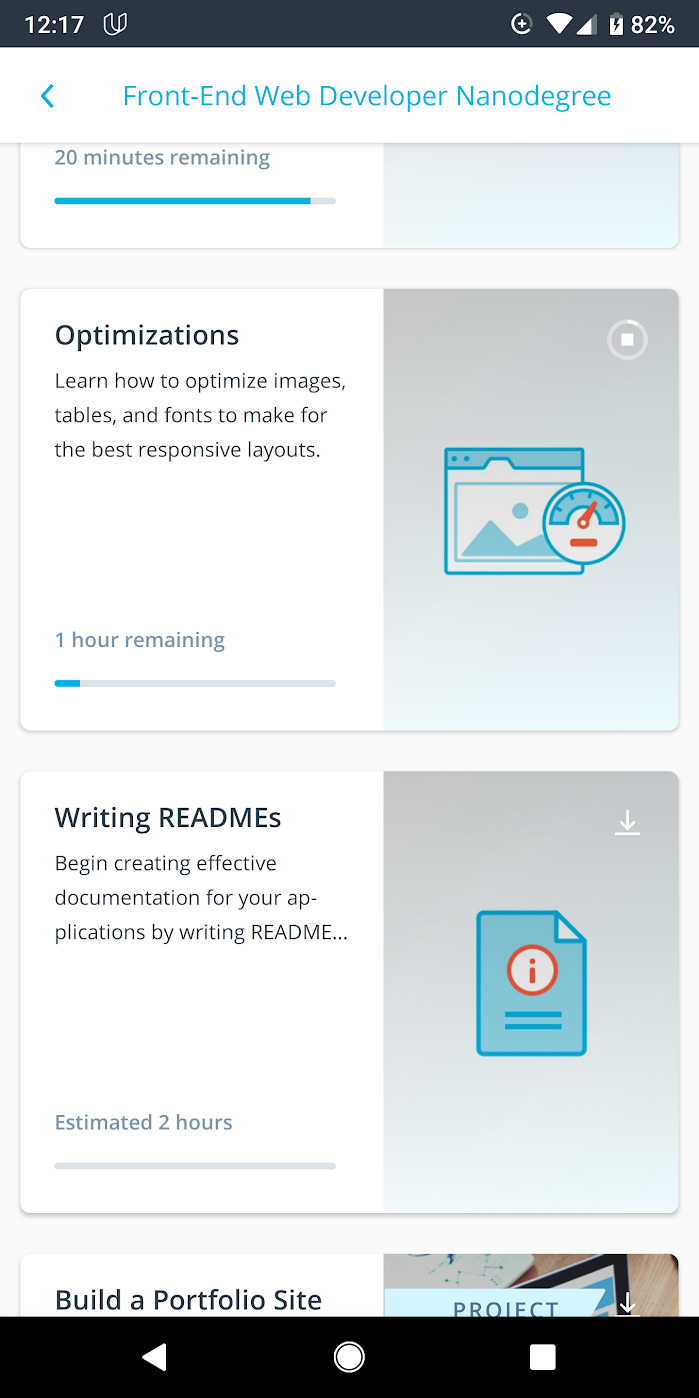 12:17
82%
Front-End Web Developer Nanodegree
20 minutes remaining
Optimizations
Learn how to optimize images,
tables, and fonts to make for
the best responsive layouts.
1 hour remaining
Writing READMEs
Begin creating effective
documentation for your ap-
plications by writing README...
Estimated 2 hours
Build a Portfolio Site
PROJECT